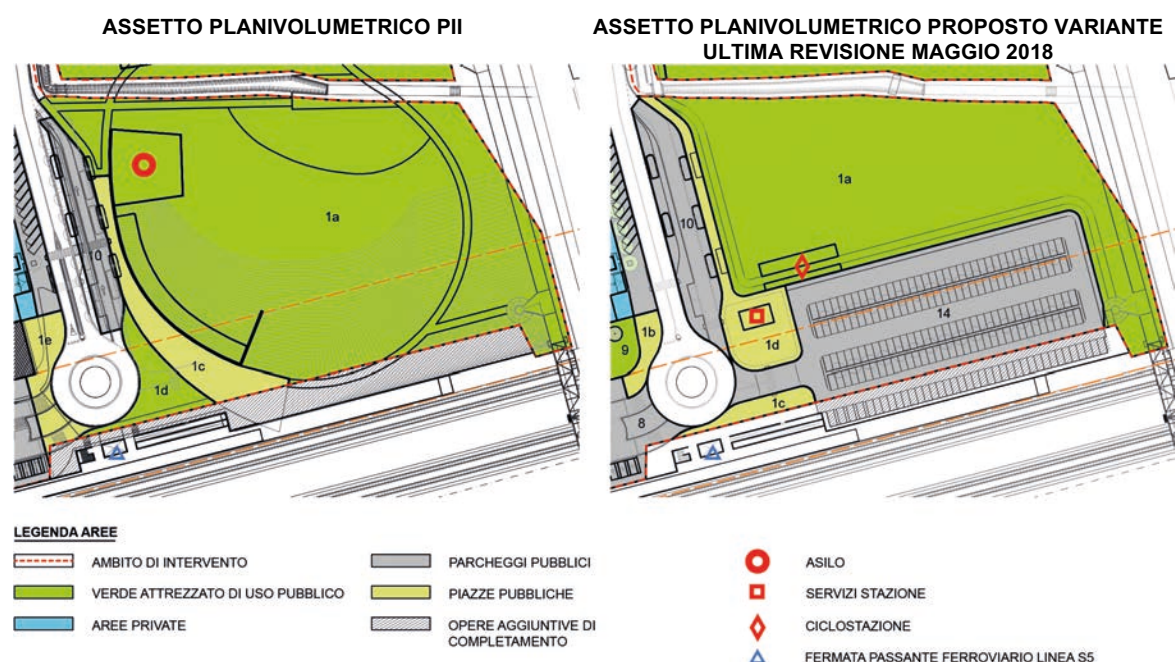 ASSETTO PLANIVOLUMETRICO PII
ASSETTO PLANIVOLUMETRICO PROPOSTO VARIANTE
ULTIMA REVISIONE MAGGIO 2018
1a
10
1e
1c
1d
1a
10
14
1b
9
1d
1c
8
LEGENDA AREE
AMBITO DI INTERVENTO
VERDE ATTREZZATO DI USO PUBBLICO
AREE PRIVATE
PARCHEGGI PUBBLICI
PIAZZE PUBBLICHE
OPERE AGGIUNTIVE DI
COMPLETAMENTO
ASILO
SERVIZI STAZIONE
CICLOSTAZIONE
FERMATA PASSANTE FERROVIARIO LINEA S5